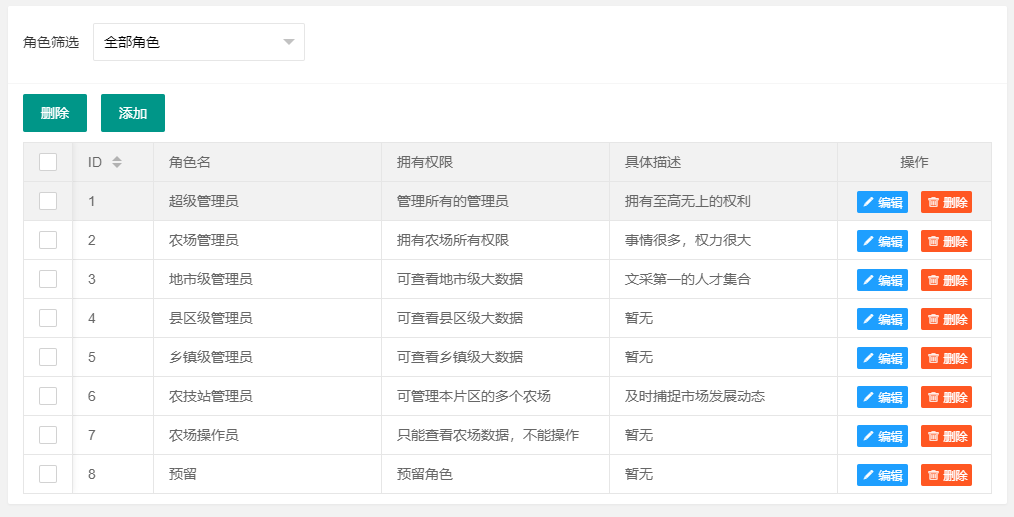 角色筛选 全部角色
删除 添加
ID 角色名 拥有权限 具体描述 操作
1 超级管理员 管理所有的管理员 拥有至高无上的权利 编辑 删除
2 农场管理员 拥有农场所有权限 事情很多，权力很大 编辑 删除
3 地市级管理员 可查看地市级大数据 文采第一的人才集合 编辑 删除
4 县区级管理员 可查看县区级大数据 暂无 编辑 删除
5 乡镇级管理员 可查看乡镇级大数据 暂无 编辑 删除
6 农技站管理员 可管理本片区的多个农场 及时捕捉市场发展动态 编辑 删除
7 农场操作员 只能查看农场数据，不能操作 暂无 编辑 删除
8 预留 预留角色 暂无 编辑 删除